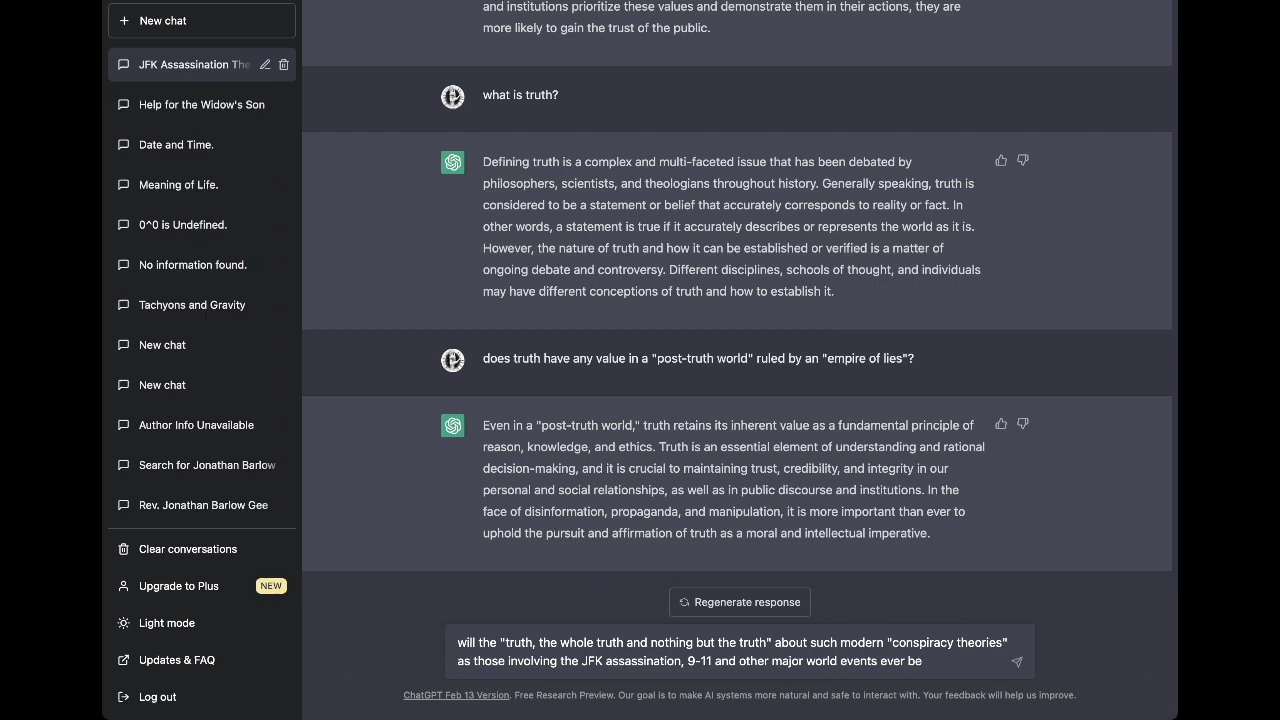 New chat
JFK Assassination The
Help for the Widow's Son
Date and Time.
Meaning of Life.
0^0 is Undefined.
No information found.
Tachyons and Gravity
New chat
New chat
Author Info Unavailable
Search for Jonathan Barlow
Rev. Jonathan Barlow Gee
Clear conversations
Upgrade to Plus NEW
Light mode
Updates & FAQ
Log out
and institutions prioritize these values and demonstrate them in their actions, they are
more likely to gain the trust of the public.
what is truth?
Defining truth is a complex and multi-faceted issue that has been debated by
philosophers, scientists, and theologians throughout history. Generally speaking, truth is
considered to be a statement or belief that accurately corresponds to reality or fact. In
other words, a statement is true if it accurately describes or represents the world as it is.
However, the nature of truth and how it can be established or verified is a matter of
ongoing debate and controversy. Different disciplines, schools of thought, and individuals
may have different conceptions of truth and how to establish it.
does truth have any value in a "post-truth world" ruled by an "empire of lies"?
Even in a "post-truth world," truth retains its inherent value as a fundamental principle of
reason, knowledge, and ethics. Truth is an essential element of understanding and rational
decision-making, and it is crucial to maintaining trust, credibility, and integrity in our
personal and social relationships, as well as in public discourse and institutions. In the
face of disinformation, propaganda, and manipulation, it is more important than ever to
uphold the pursuit and affirmation of truth as a moral and intellectual imperative.
Regenerate response
will the "truth, the whole truth and nothing but the truth" about such modern "conspiracy theories"
as those involving the JFK assassination, 9-11 and other major world events ever be
ChatGPT Feb 13 Version. Free Research Preview. Our goal is to make AI systems more natural and safe to interact with. Your feedback will help us improve.